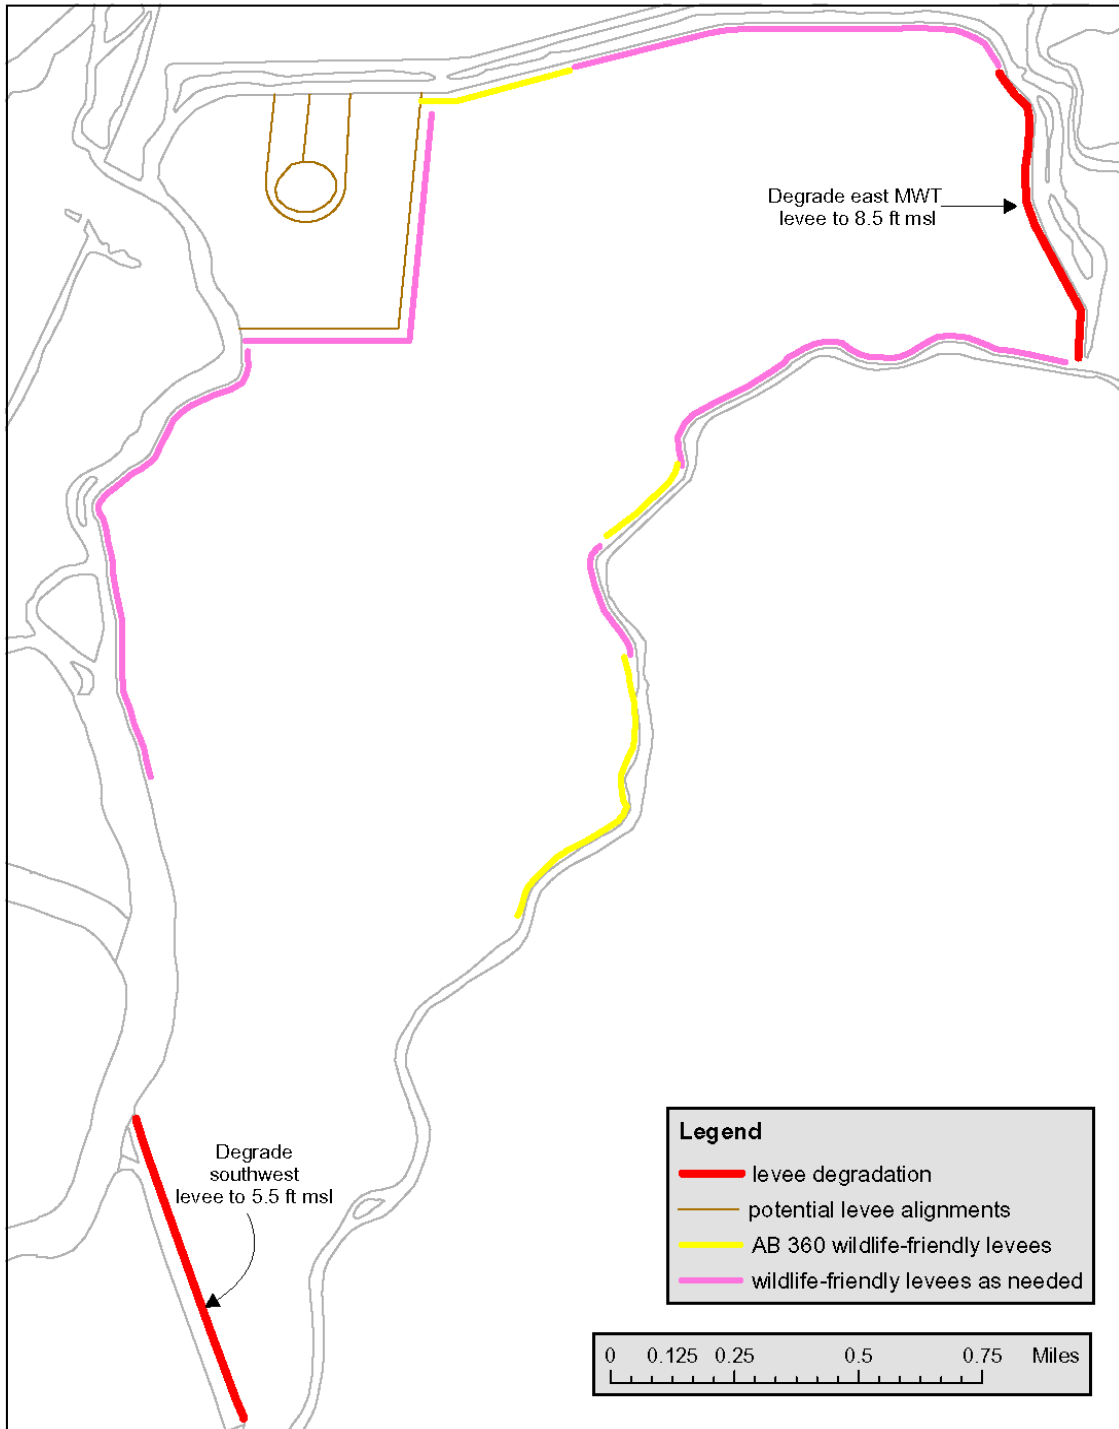 Degrade east MWT
levee to 8.5 ft msl
Degrade
southwest
levee to 5.5 ft msl
Legend
levee degradation
potential levee alignments
AB 360 wildlife-friendly levees
wildlife-friendly levees as needed
0 0.125 0.25 0.5 0.75 Miles